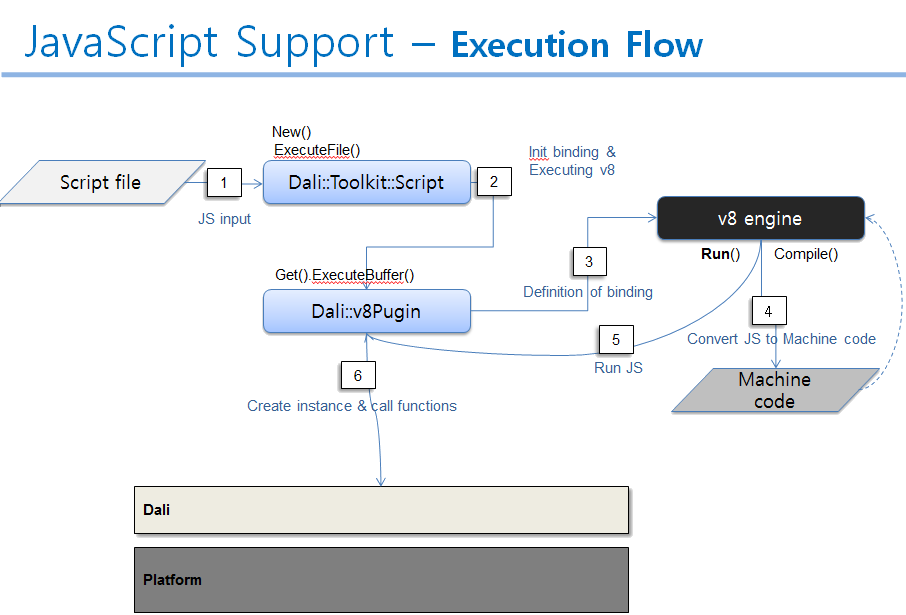 JavaScript Support – Execution Flow
New()
ExecuteFile()
Script file
1
JS input
Dali::Toolkit::Script
2
Init binding &
Executing v8
v8 engine
Run()
Compile()
Get().ExecuteBuffer()
Dali::v8Pugin
3
Definition of binding
4
Convert JS to Machine code
5
Run JS
Machine
code
6
Create instance & call functions
Dali
Platform